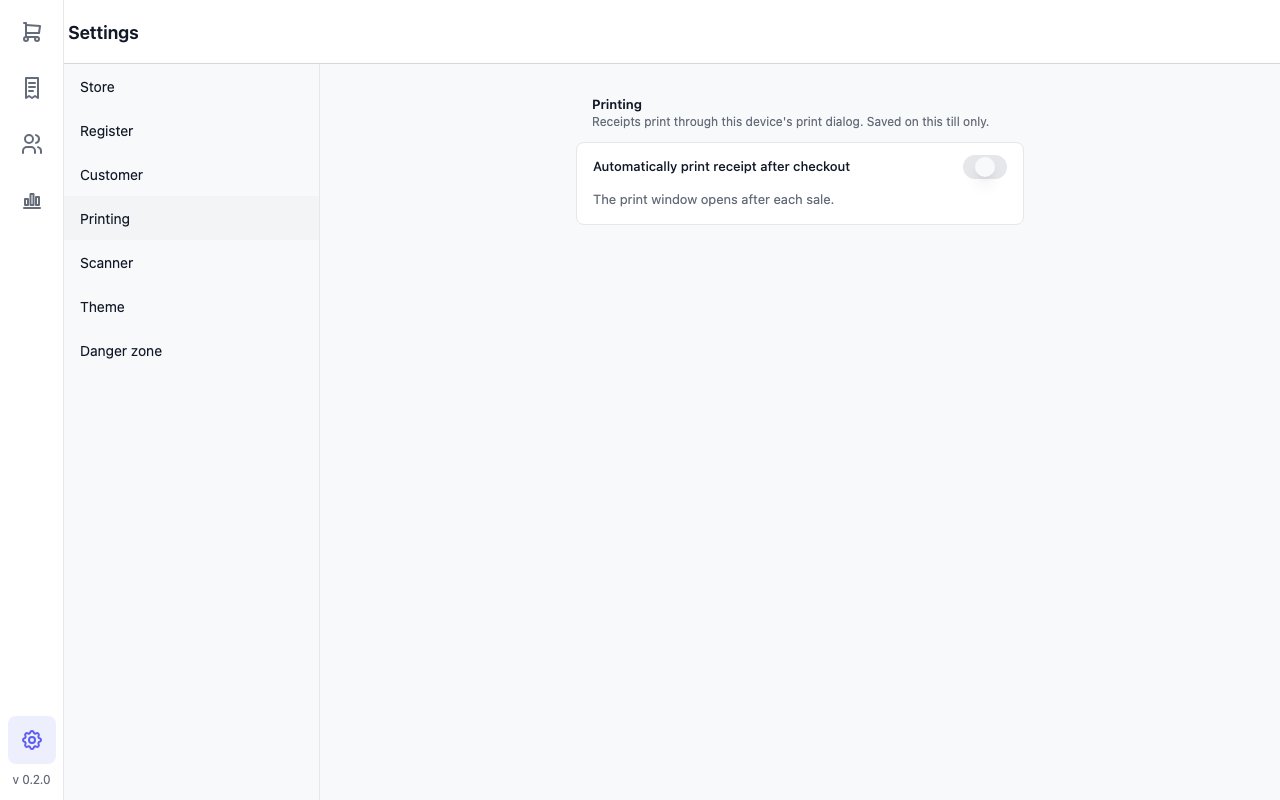 Settings
Store
Register
Customer
Printing
Scanner
Theme
Danger zone
Printing
Receipts print through this device's print dialog. Saved on this till only.
Automatically print receipt after checkout
The print window opens after each sale.
v 0.2.0